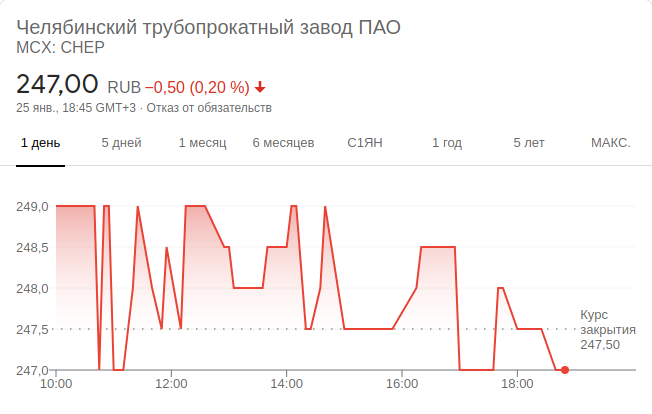 Челябинский трубопрокатный завод ПАО
MCX: CHEP
247,00 RUB −0,50 (0,20 %)
25 янв., 18:45 GMT+3 · Отказ от обязательств
1 день 5 дней 1 месяц 6 месяцев С1ЯН 1 год 5 лет МАКС.
249,0
248,5
248,0
247,5
247,0
Курс
закрытия
247,50
10:00 12:00 14:00 16:00 18:00